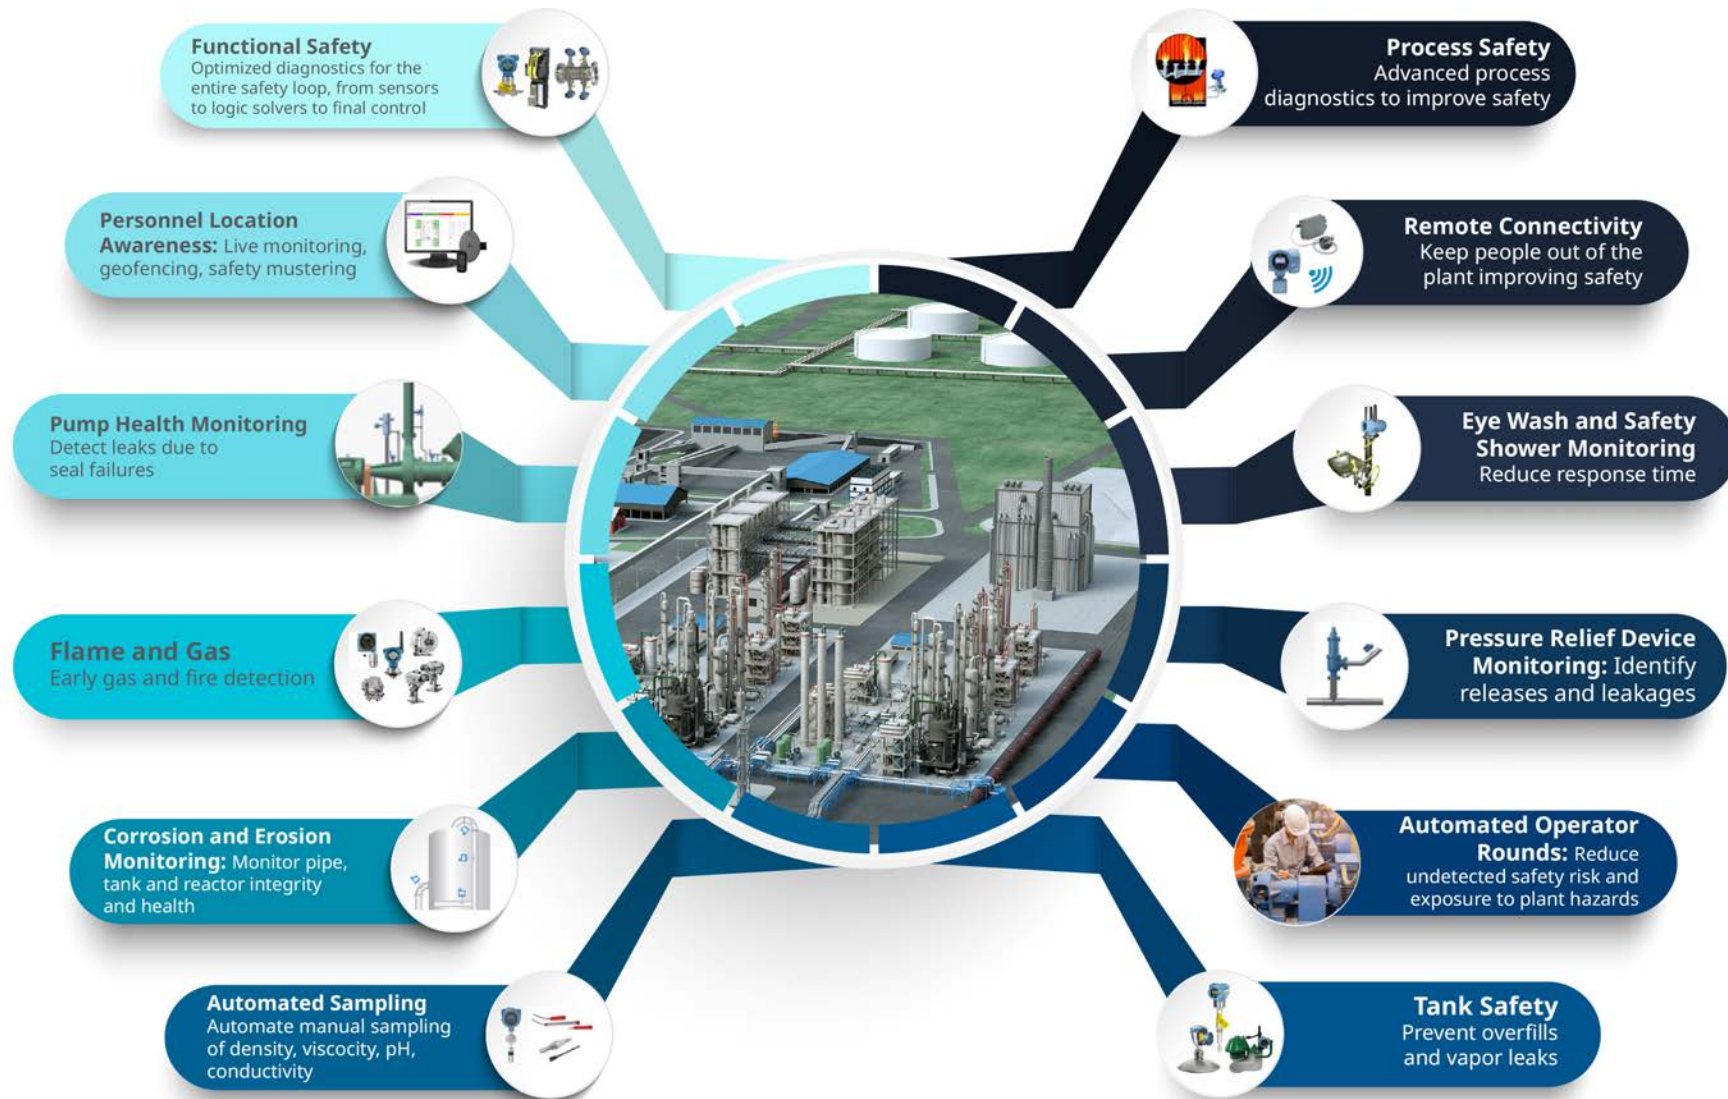 Functional Safety
Optimized diagnostics for the
entire safety loop, from sensors
to logic solvers to final control
Personnel Location
Awareness: Live monitoring,
geofencing, safety mustering
Pump Health Monitoring
Detect leaks due to
seal failures
Flame and Gas
Early gas and fire detection
Corrosion and Erosion
Monitoring: Monitor pipe,
tank and reactor integrity
and health
Automated Sampling
Automate manual sampling
of density, viscocity, pH,
conductivity
Process Safety
Advanced process
diagnostics to improve safety
Remote Connectivity
Keep people out of the
plant improving safety
Eye Wash and Safety
Shower Monitoring
Reduce response time
Pressure Relief Device
Monitoring: Identify
releases and leakages
Automated Operator
Rounds: Reduce
undetected safety risk and
exposure to plant hazards
Tank Safety
Prevent overfills
and vapor leaks